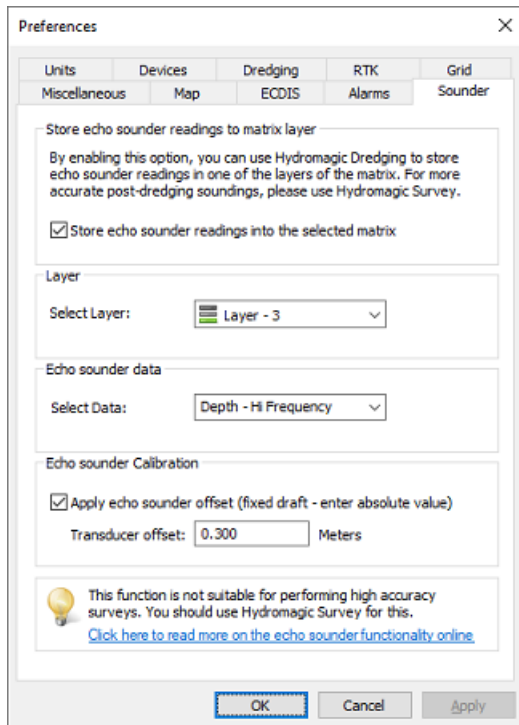 Preferences
Units Devices Dredging RTK Grid
Miscellaneous Map ECDIS Alarms Sounder
Store echo sounder readings to matrix layer
By enabling this option, you can use Hydromagic Dredging to store
echo sounder readings in one of the layers of the matrix. For more
accurate post-dredging soundings, please use Hydromagic Survey.
Store echo sounder readings into the selected matrix
Layer
Select Layer: Layer - 3
Echo sounder data
Select Data: Depth - Hi Frequency
Echo sounder Calibration
Apply echo sounder offset (fixed draft - enter absolute value)
Transducer offset: 0.300 Meters
This function is not suitable for performing high accuracy
surveys. You should use Hydromagic Survey for this.
Click here to read more on the echo sounder functionality online
OK Cancel Apply